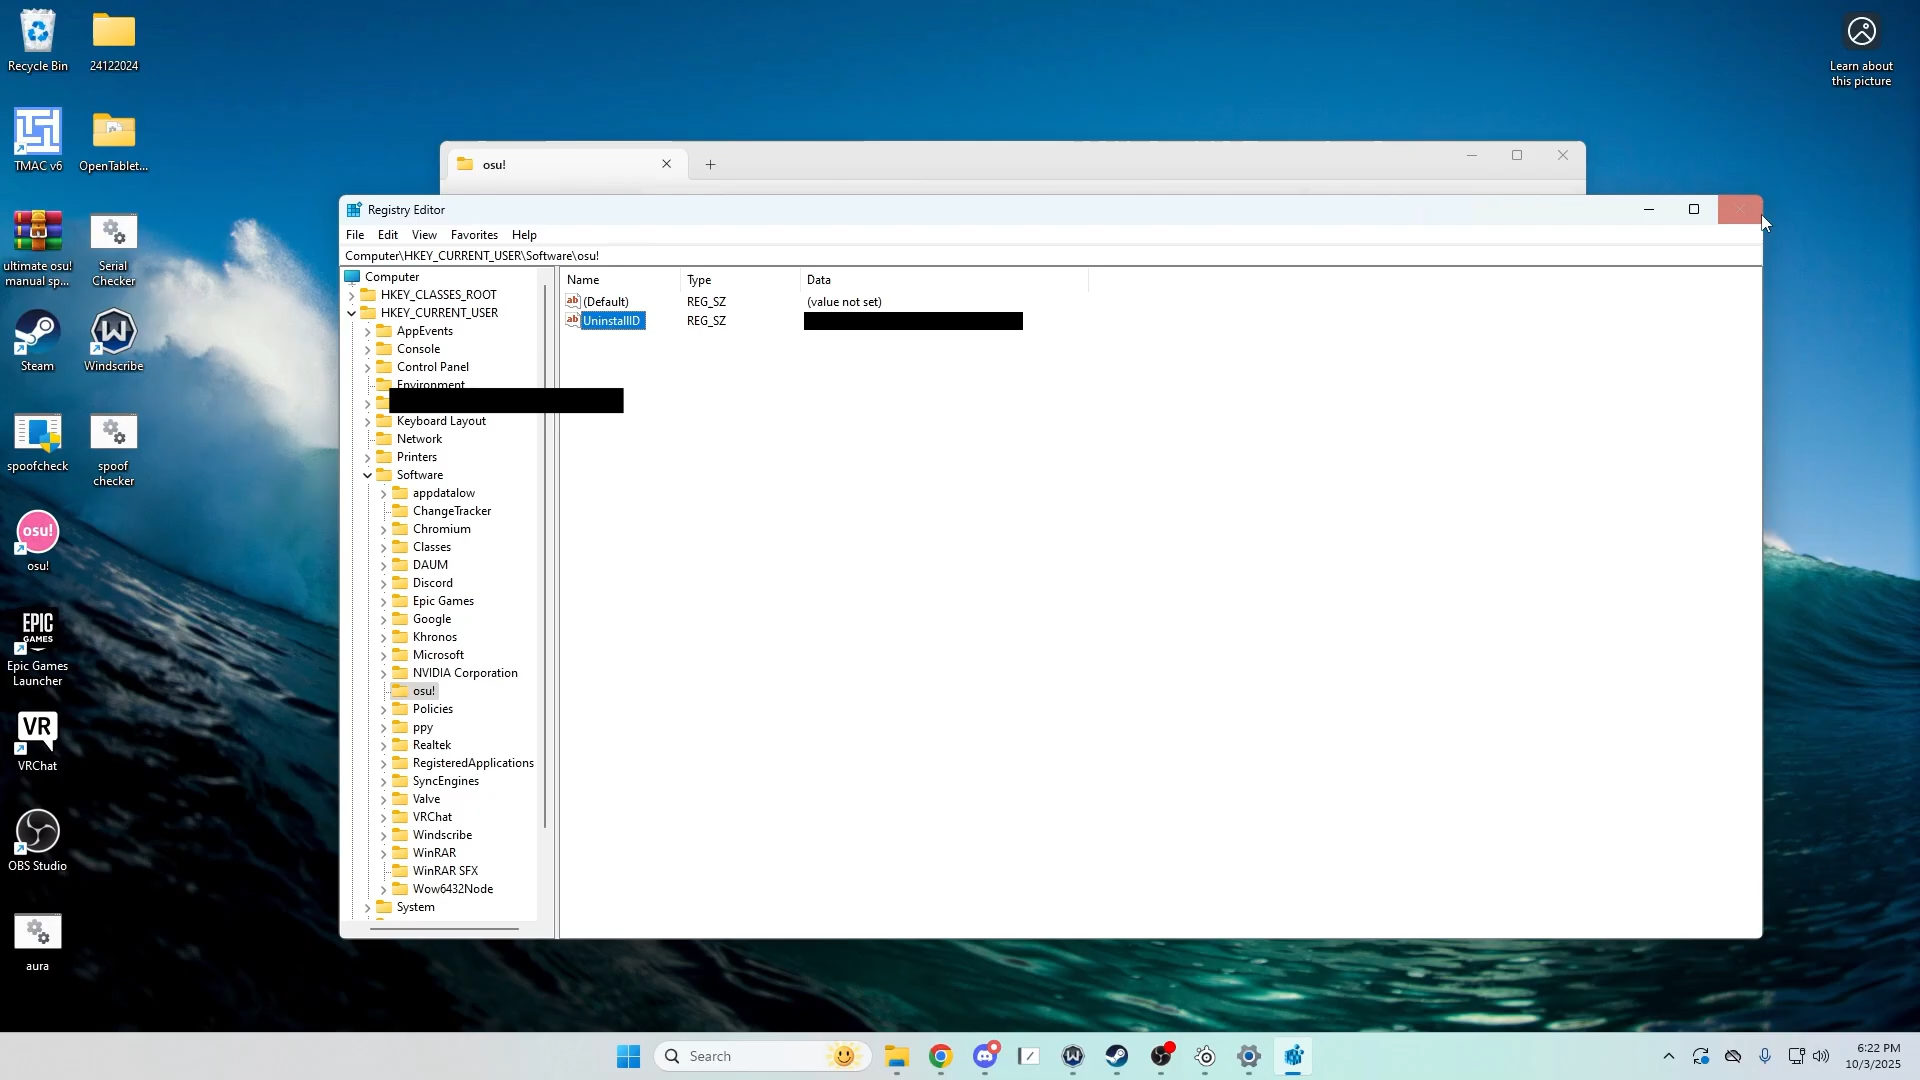 Recycle Bin
24122024
Learn about
this picture
TMAC v6
OpenTablet...
ultimate osu!
manual sp...
Serial
Checker
Steam
Windscribe
spoofcheck
spoof
checker
osu!
osu!
EPIC
GAMES
Epic Games
Launcher
VR
VRChat
OBS Studio
aura
osu!
Registry Editor
File Edit View Favorites Help
Computer\HKEY_CURRENT_USER\Software\osu!
Computer
HKEY_CLASSES_ROOT
HKEY_CURRENT_USER
AppEvents
Console
Control Panel
Environment
Keyboard Layout
Network
Printers
Software
appdatalow
ChangeTracker
Chromium
Classes
DAUM
Discord
Epic Games
Google
Khronos
Microsoft
NVIDIA Corporation
osu!
Policies
ppy
Realtek
RegisteredApplications
SyncEngines
Valve
VRChat
Windscribe
WinRAR
WinRAR SFX
Wow6432Node
System
Name Type Data
ab (Default) REG_SZ (value not set)
ab UninstallID REG_SZ
Search
6:22 PM
10/3/2025